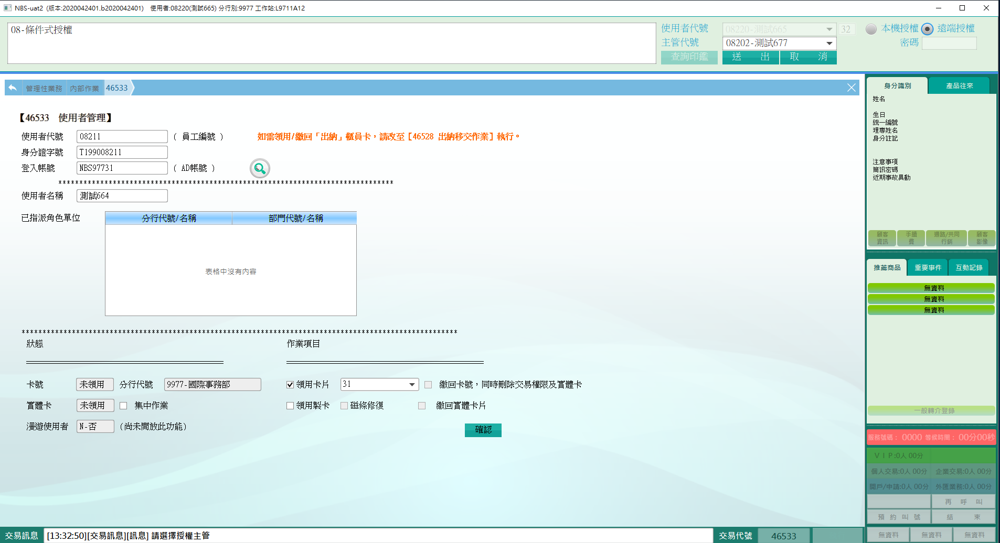 NBS-uat2 (版本:2020042401.b2020042401) 使用者:08220(測試665) 分行別:9977 工作站:L9711A12
08-條件式授權
使用者代號 08220-測試665 32 本機授權 遠端授權
主管代號 08202-測試677 密碼
查詢印鑑 送 出 取 消
管理性業務 內部作業 46533
【46533 使用者管理】
使用者代號 08211 ( 員工編號 ) 如需領用/繳回「出納」櫃員卡，請改至【46528 出納移交作業】執行。
身分證字號 T199008211
登入帳號 NBS97731 ( AD帳號 )
********************************************************************************
使用者名稱 測試664
已指派角色單位 分行代號/名稱 部門代號/名稱
表格中沒有內容
********************************************************************************************************
狀態 作業項目
卡號 未領用 分行代號 9977-國際事務部 領用卡片 31 繳回卡號，同時刪除交易權限及實體卡
實體卡 未領用 集中作業 領用製卡 磁條修復 繳回實體卡片
漫遊使用者 N-否 (尚未開放此功能)
確認
身分識別 產品往來
姓名
生日
統一編號
理專姓名
身分註記
注意事項
簡訊密碼
近期事故異動
顧客資訊 手續費 通路/共同行銷 顧客影像
推薦商品 重要事件 互動記錄
無資料
無資料
無資料
一般轉介登錄
服務號碼： 0000 等候時間： 00分00秒
ＶＩＰ:0人 00分
個人交易:0人 00分 企業交易:0人 00分
開戶/申請:0人 00分 外匯業務:0人 00分
再 呼 叫
預 約 叫 號 結 束
無資料 無資料 無資料
交易訊息 [13:32:50][交易訊息][訊息] 請選擇授權主管 交易代號 46533